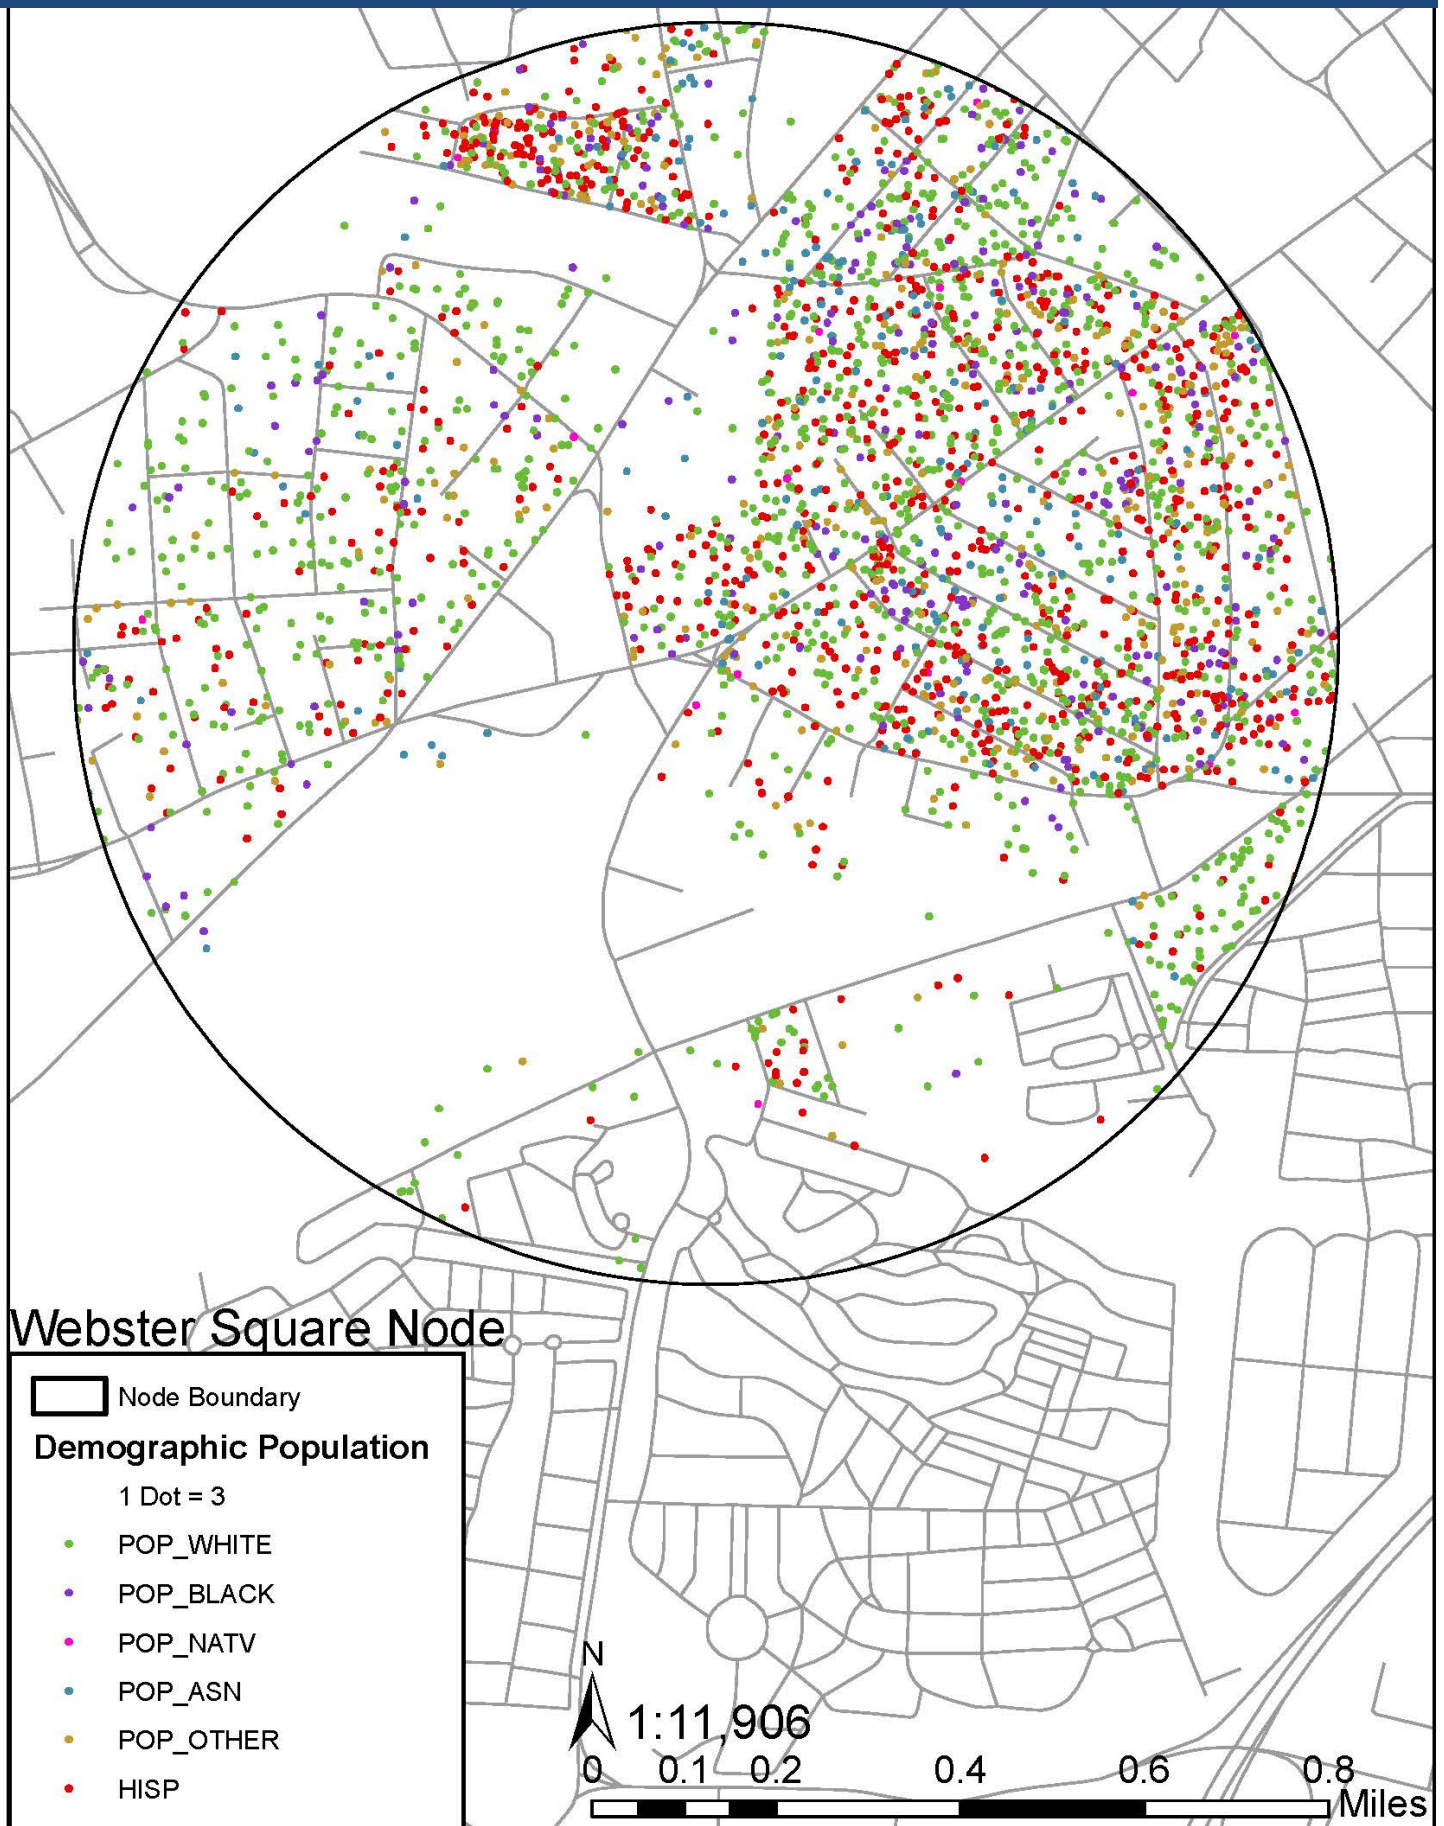 Webster Square Node
Node Boundary
Demographic Population
1 Dot = 3
POP_WHITE
POP_BLACK
POP_NATV
POP_ASN
POP_OTHER
HISP
N
1:11,906
0 0.1 0.2 0.4 0.6 0.8
Miles